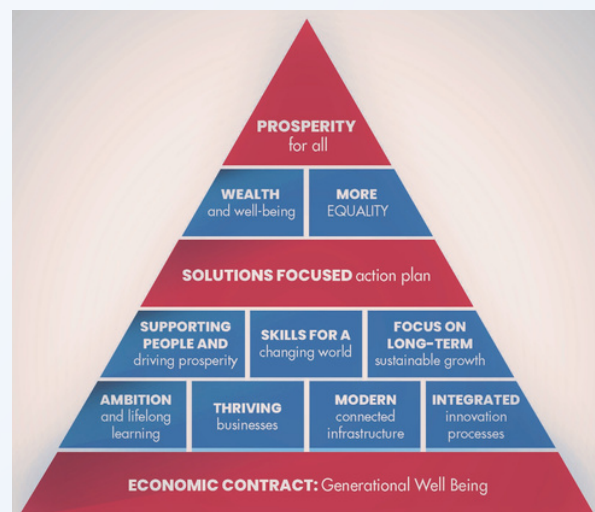 PROSPERITY
for all
WEALTH
and well-being
MORE
EQUALITY
SOLUTIONS FOCUSED action plan
SUPPORTING
PEOPLE AND
driving prosperity
SKILLS FOR A
changing world
FOCUS ON
LONG-TERM
sustainable growth
AMBITION
and lifelong
learning
THRIVING
businesses
MODERN
connected
infrastructure
INTEGRATED
innovation
processes
ECONOMIC CONTRACT: Generational Well Being